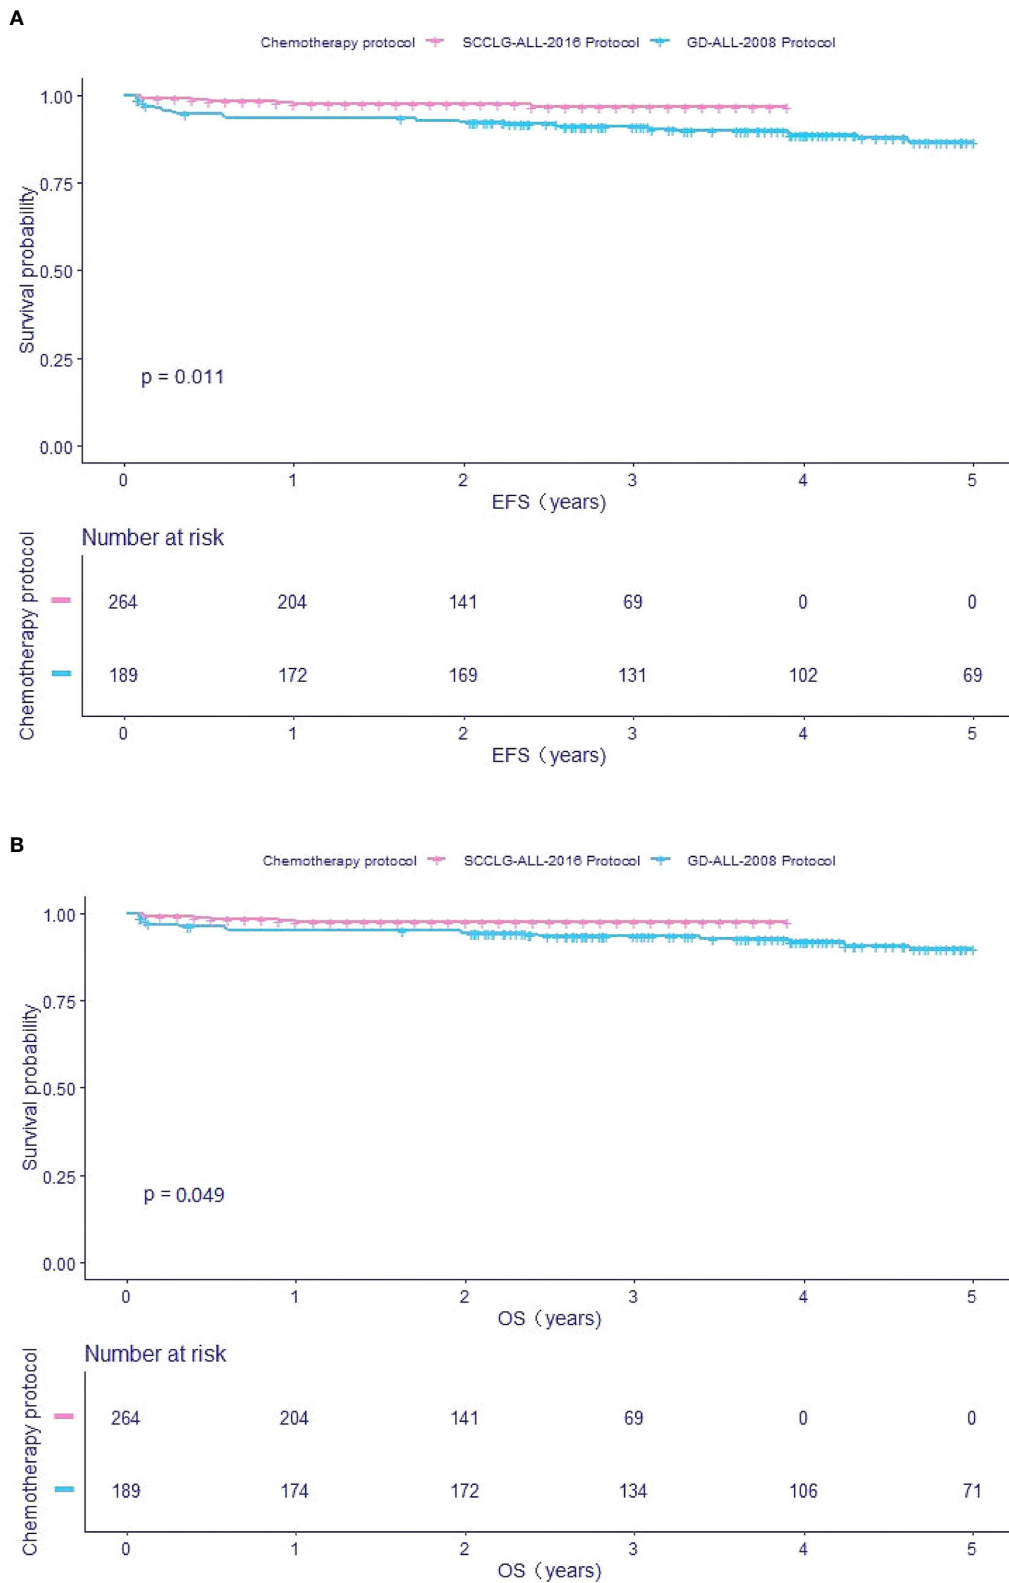 A
Chemotherapy protocol SCCLG-ALL-2016 Protocol GD-ALL-2008 Protocol
1.00
0.75
0.50
0.25
0.00
Survival probability
p = 0.011
0 1 2 3 4 5
EFS（years)
Number at risk
Chemotherapy protocol
264 204 141 69 0 0
189 172 169 131 102 69
0 1 2 3 4 5
EFS（years)
B
Chemotherapy protocol SCCLG-ALL-2016 Protocol GD-ALL-2008 Protocol
1.00
0.75
0.50
0.25
0.00
Survival probability
p = 0.049
0 1 2 3 4 5
OS（years)
Number at risk
Chemotherapy protocol
264 204 141 69 0 0
189 174 172 134 106 71
0 1 2 3 4 5
OS（years)